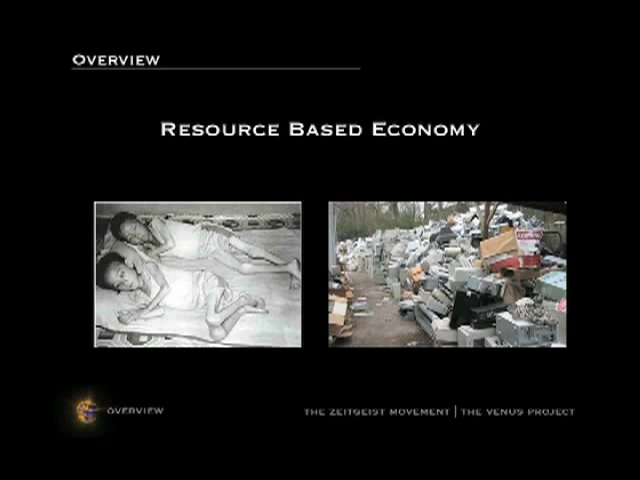 OVERVIEW
RESOURCE BASED ECONOMY
OVERVIEW
THE ZEITGEIST MOVEMENT | THE VENUS PROJECT